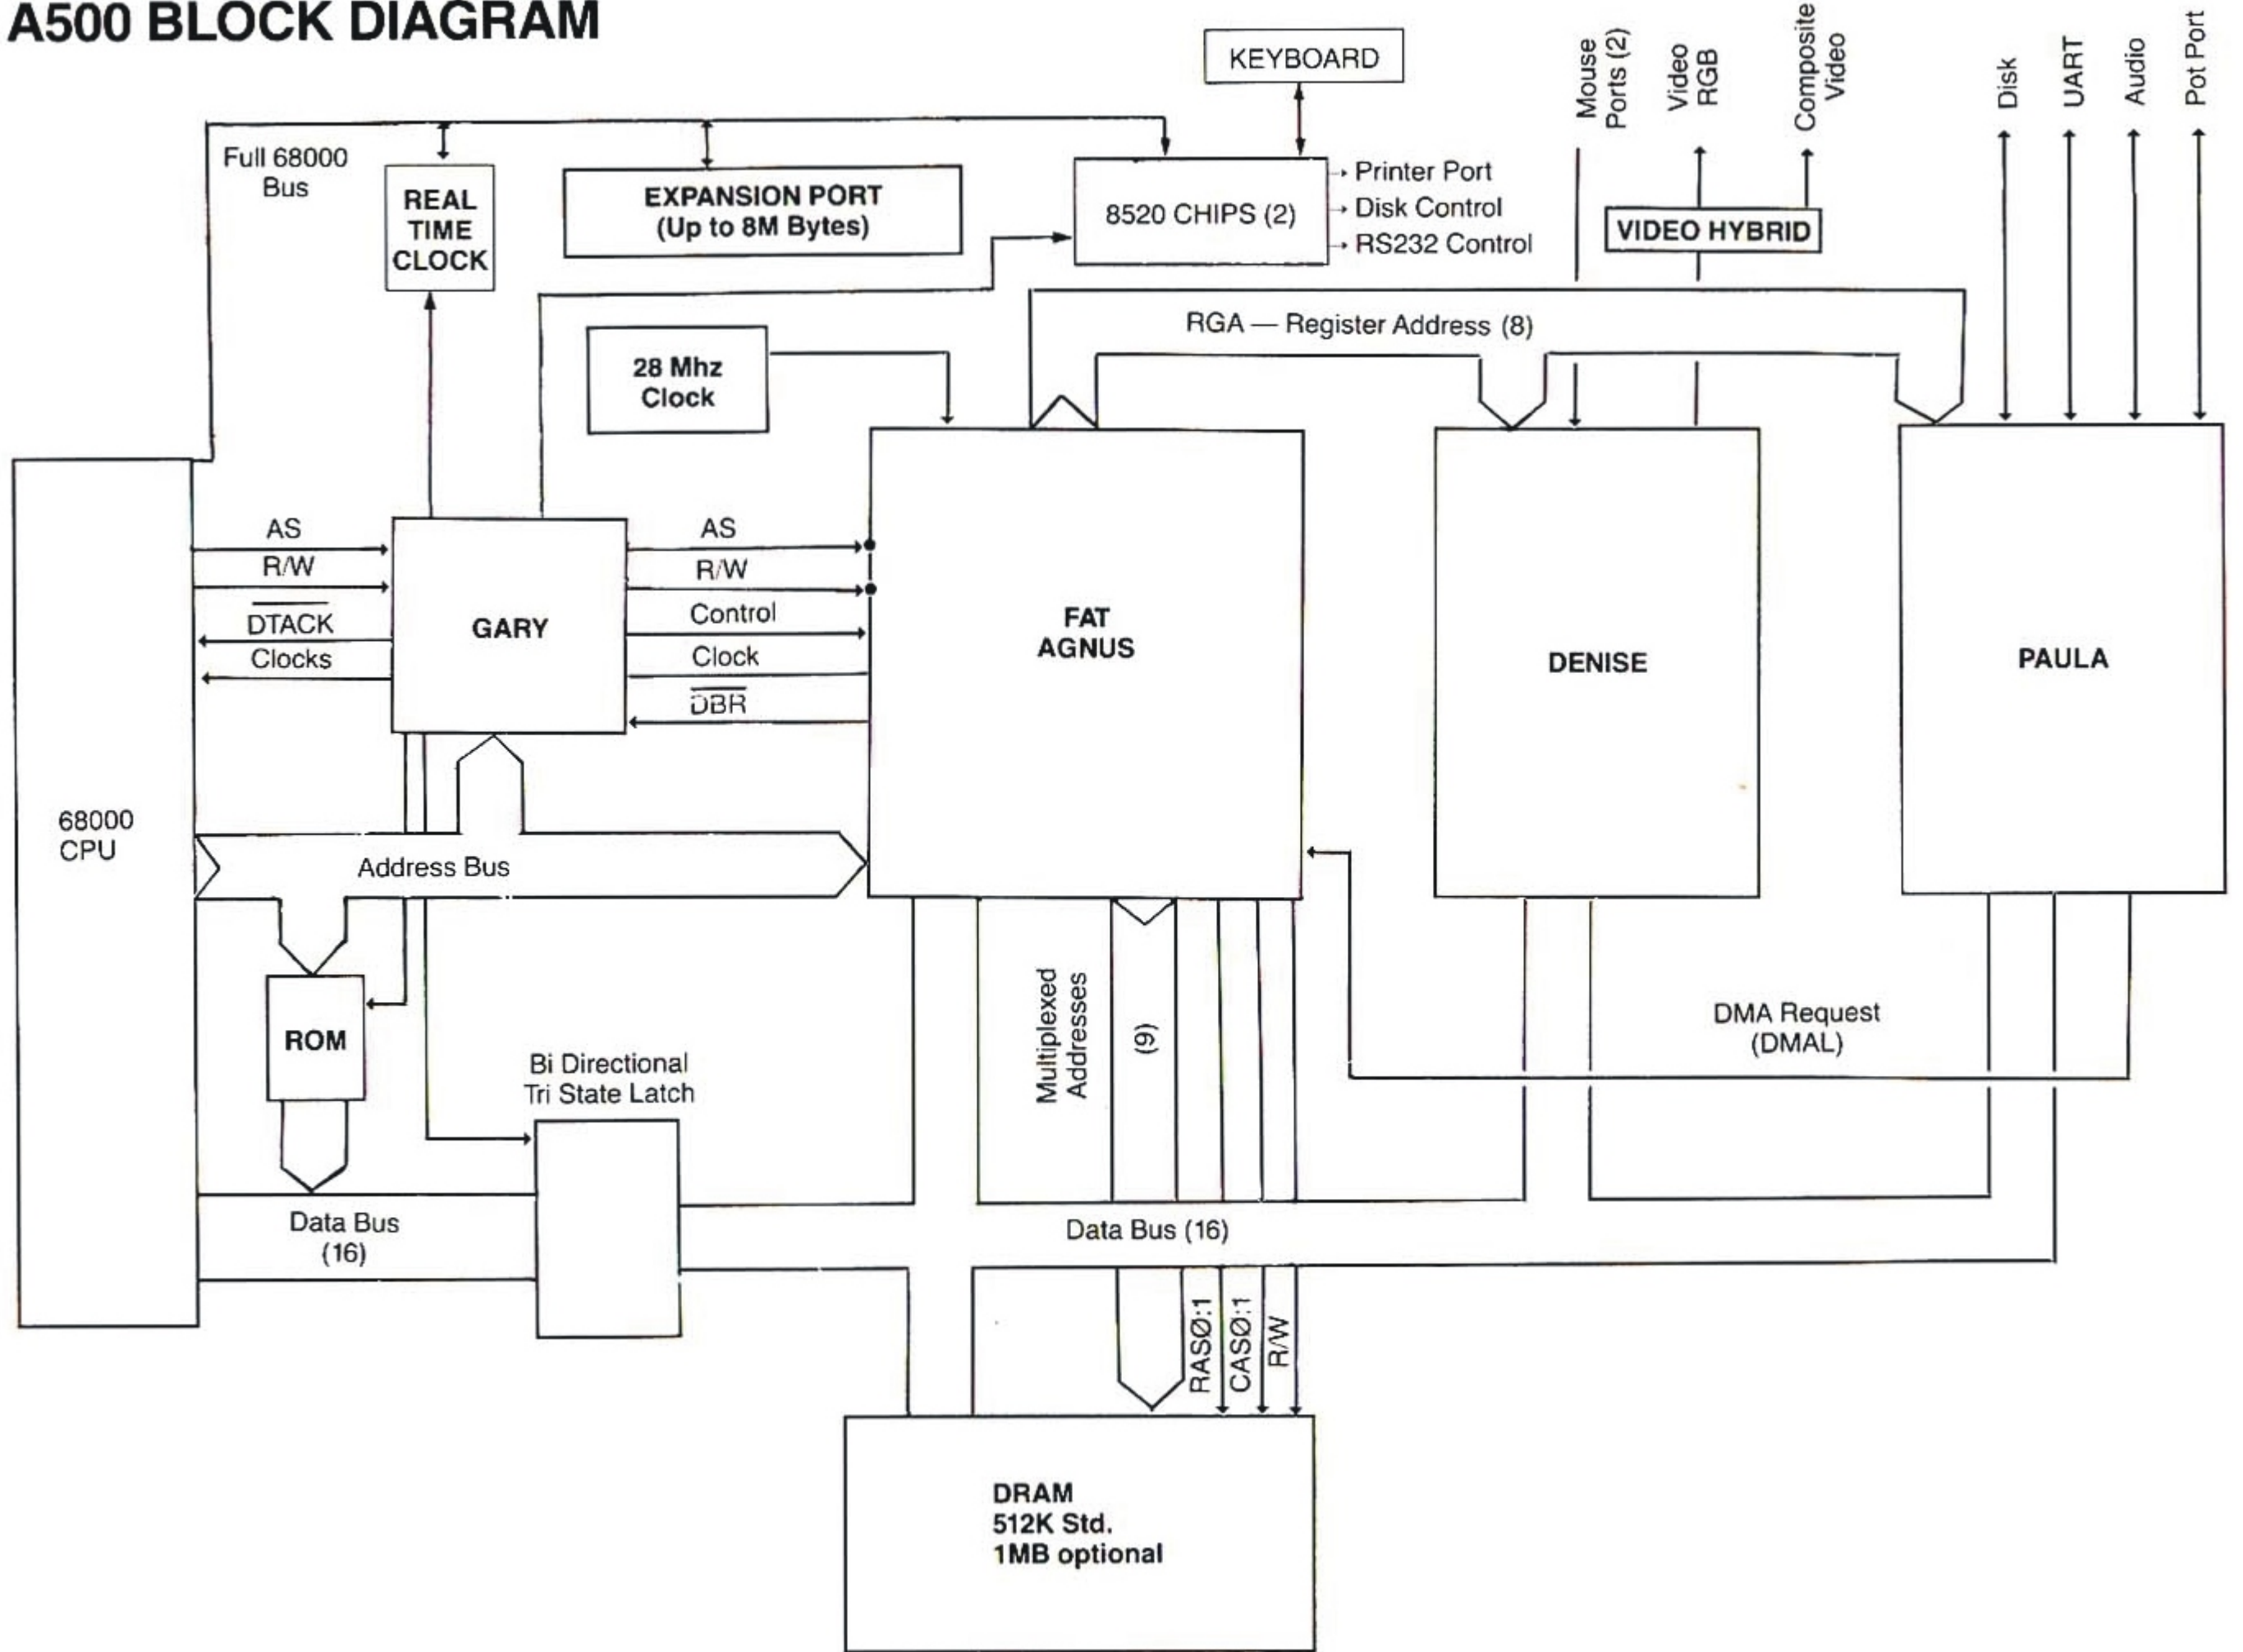 A500 BLOCK DIAGRAM
KEYBOARD
Mouse
Ports (2)
Video
RGB
Composite
Video
Disk
UART
Audio
Pot Port
Full 68000
Bus
REAL
TIME
CLOCK
EXPANSION PORT
(Up to 8M Bytes)
8520 CHIPS (2)
Printer Port
Disk Control
RS232 Control
VIDEO HYBRID
RGA — Register Address (8)
28 Mhz
Clock
AS
R/W
DTACK
Clocks
GARY
AS
R/W
Control
Clock
DBR
FAT
AGNUS
DENISE
PAULA
68000
CPU
Address Bus
ROM
Bi Directional
Tri State Latch
Multiplexed
Addresses
(9)
DMA Request
(DMAL)
Data Bus
(16)
Data Bus (16)
RASØ:1
CASØ:1
R/W
DRAM
512K Std.
1MB optional